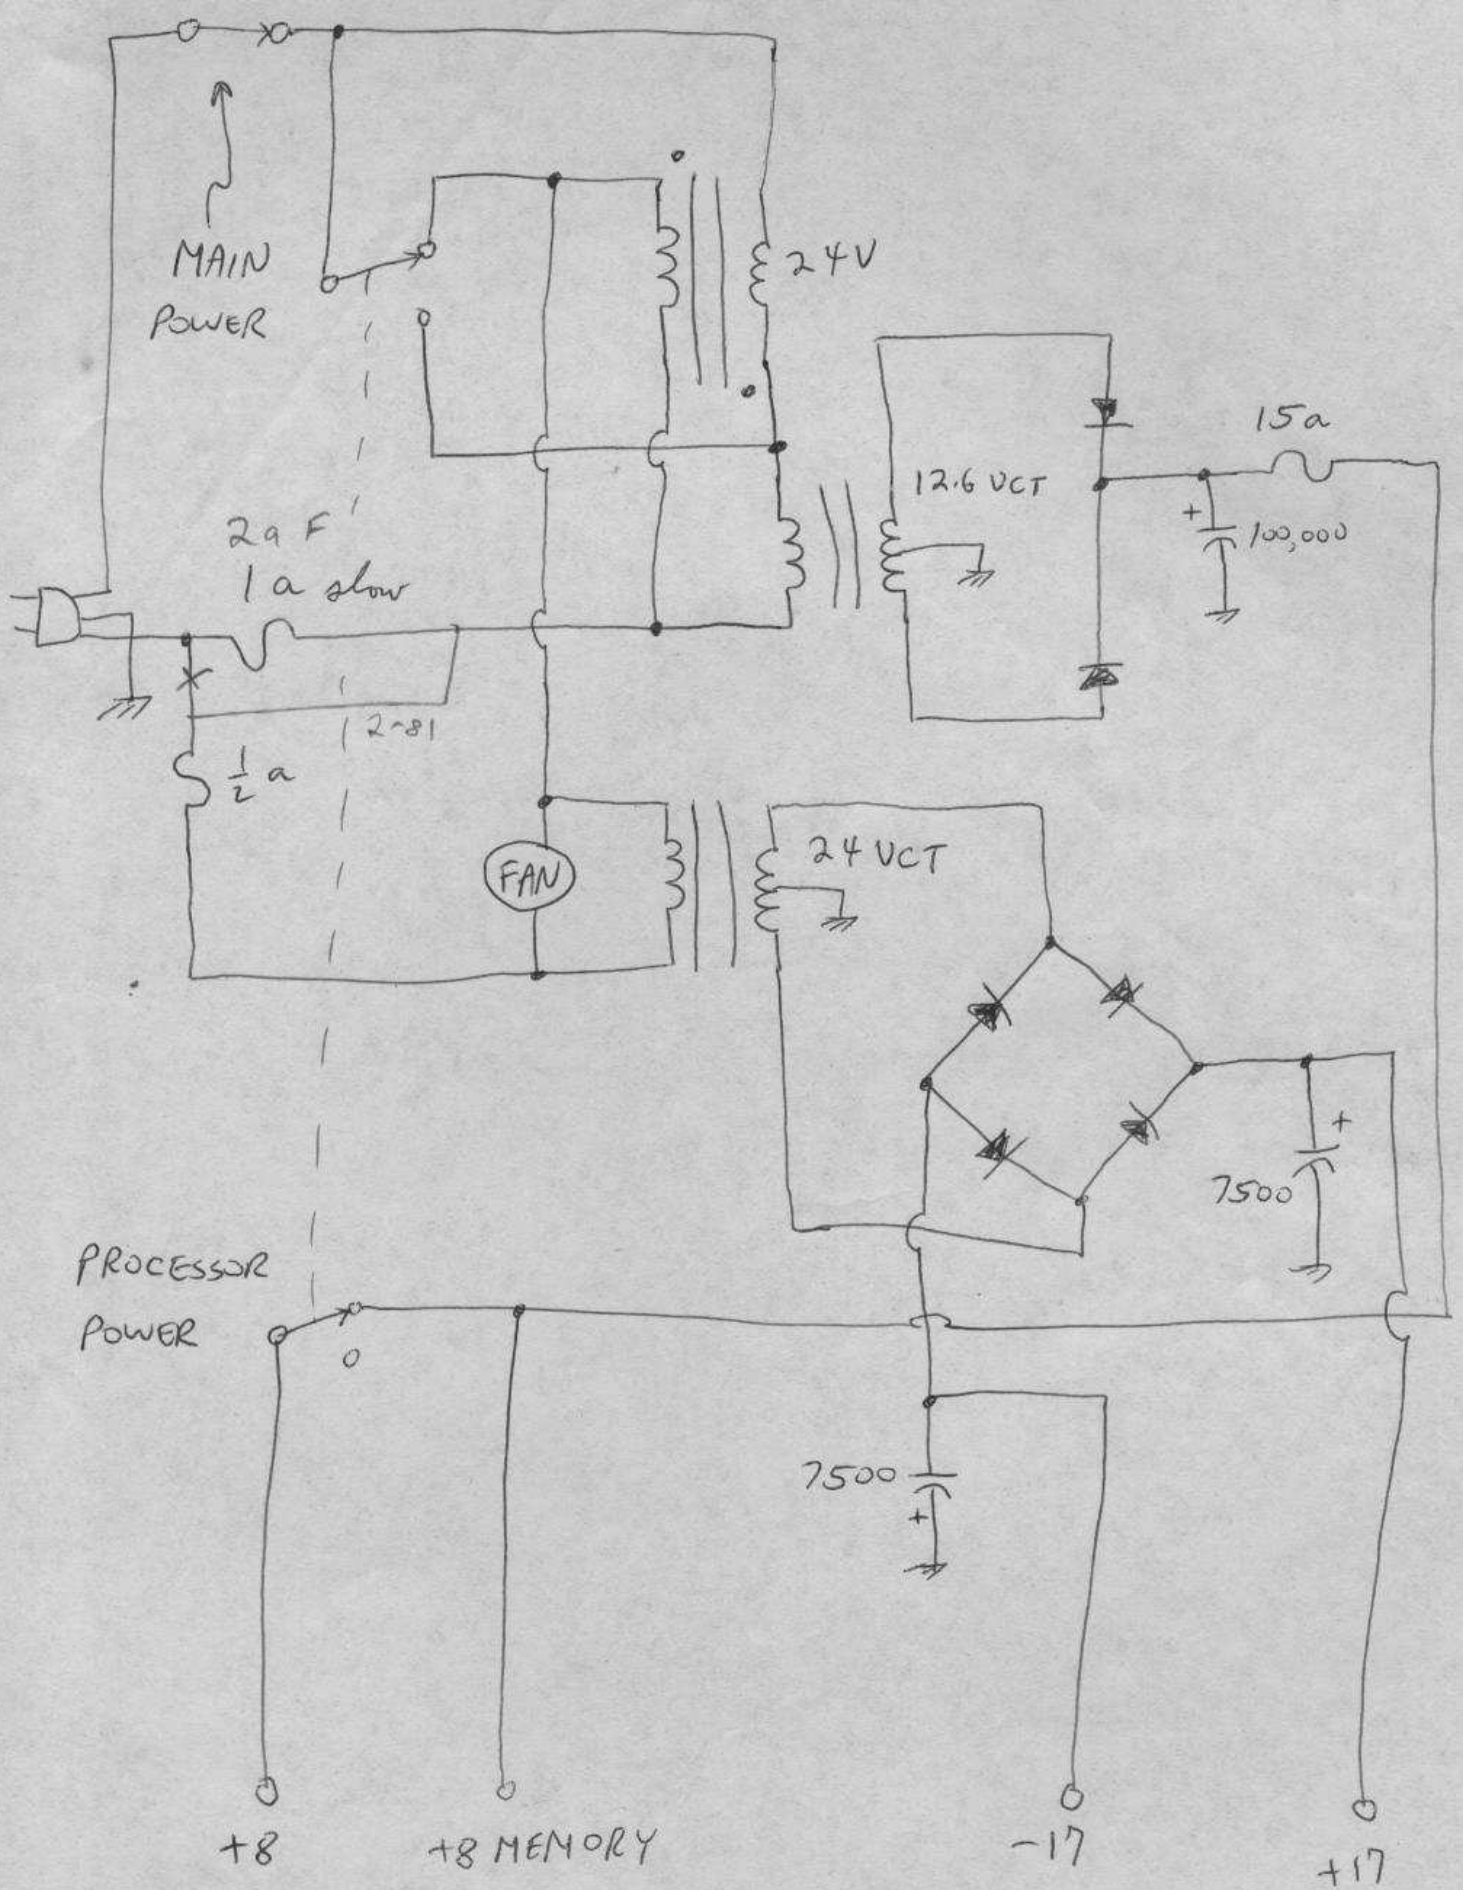 24V
MAIN
POWER
15a
12.6 VCT
+
100,000
2a F
1 a slow
2-81
1/2 a
24 VCT
FAN
+
7500
PROCESSOR
POWER
7500
+
+8
+8 MEMORY
-17
+17